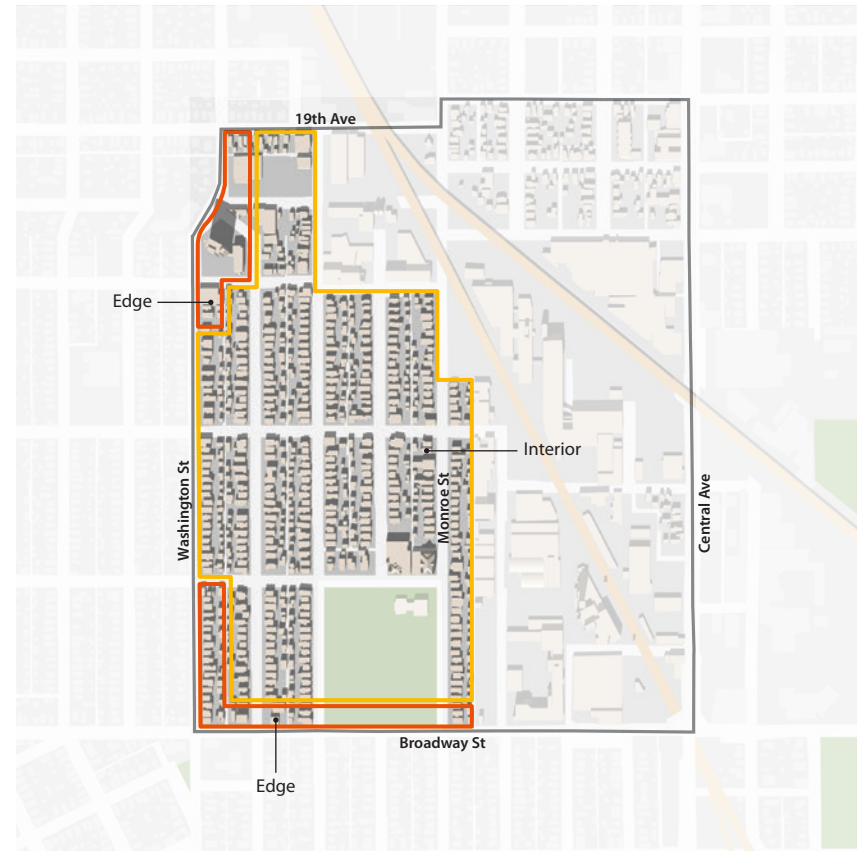 19th Ave
Edge
Interior
Washington St
Monroe St
Central Ave
Broadway St
Edge